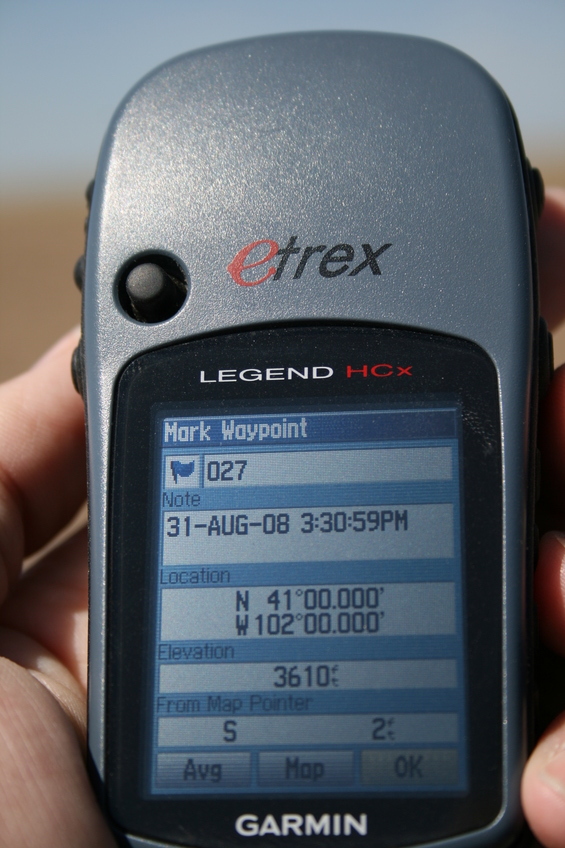 etrex
LEGEND HCx
Mark Waypoint
027
Note
31-AUG-08 3:30:59PM
Location
N 41°00.000'
W 102°00.000'
Elevation
3610ft
From Map Pointer
S 2ft
Avg Map OK
GARMIN